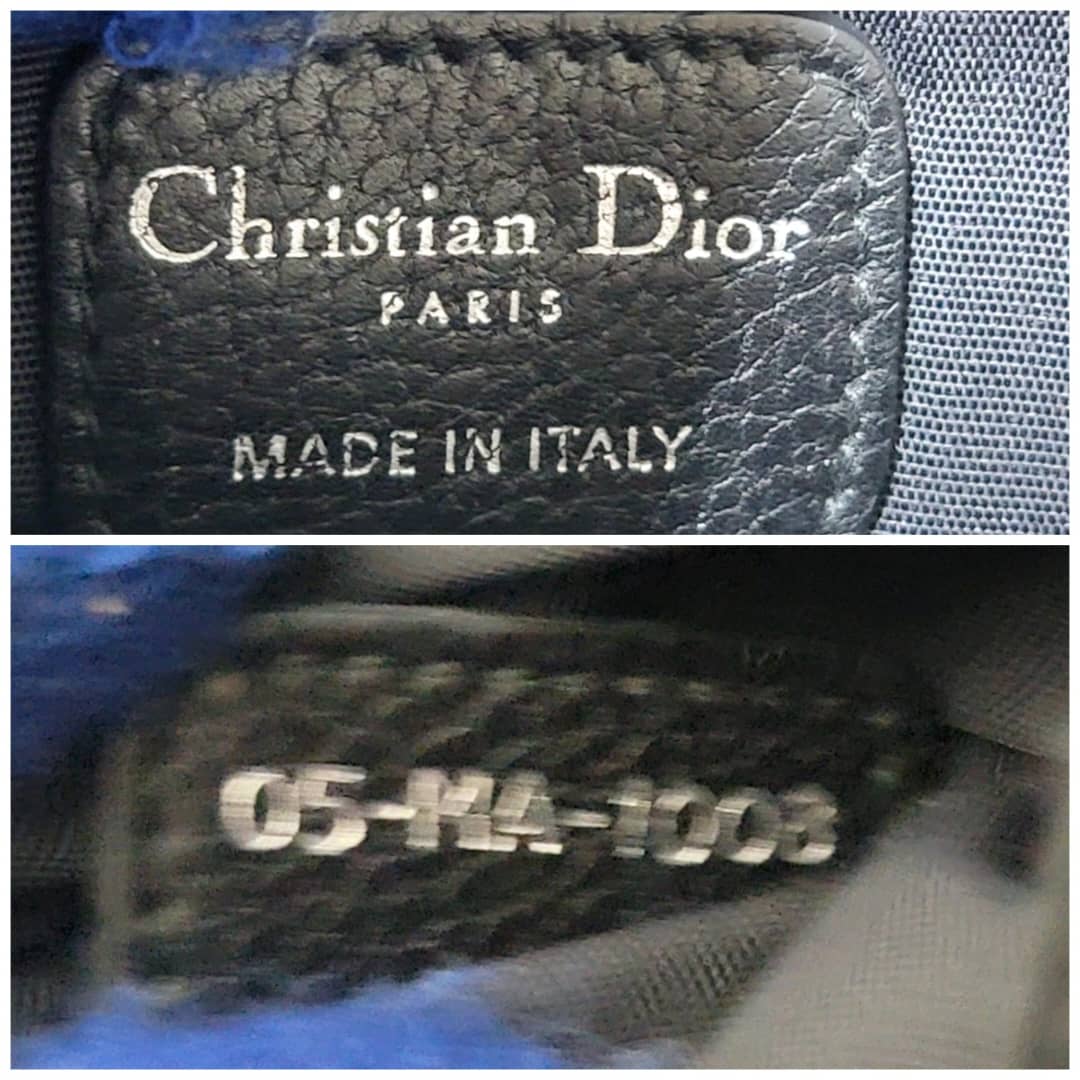 Christian Dior
PARIS
MADE IN ITALY
05-MA-1003